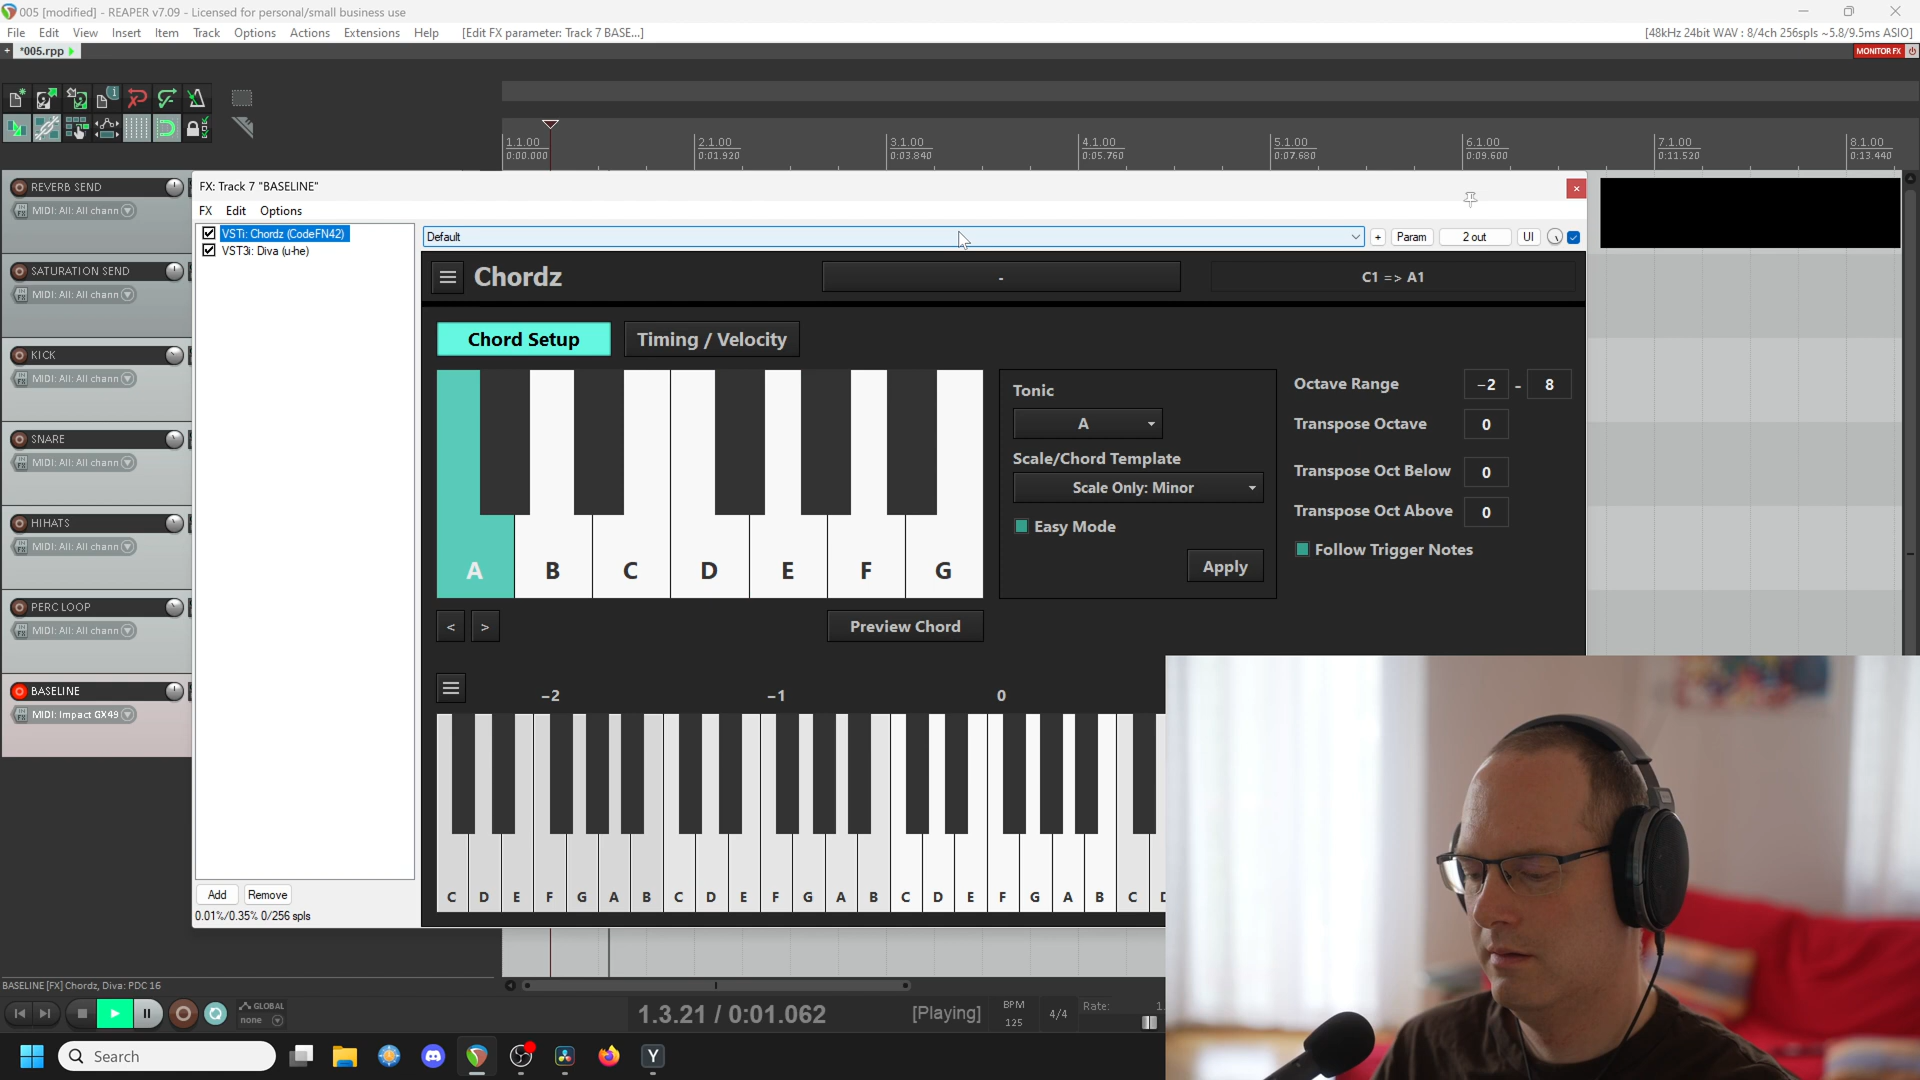 005 [modified] - REAPER v7.09 - Licensed for personal/small business use
File Edit View Insert Item Track Options Actions Extensions Help [Edit FX parameter: Track 7 BASE...] [48kHz 24bit WAV : 8/4ch 256spls ~5.8/9.5ms ASIO]
+ *005.rpp MONITOR FX
1.1.00 2.1.00 3.1.00 4.1.00 5.1.00 6.1.00 7.1.00 8.1.00
0:00.000 0:01.920 0:03.840 0:05.760 0:07.680 0:09.600 0:11.520 0:13.440
REVERB SEND
MIDI: All: All chann
SATURATION SEND
MIDI: All: All chann
KICK
MIDI: All: All chann
SNARE
MIDI: All: All chann
HIHATS
MIDI: All: All chann
PERC LOOP
MIDI: All: All chann
BASELINE
MIDI: Impact GX49
FX: Track 7 "BASELINE"
FX Edit Options
VSTi: Chordz (CodeFN42)
VST3i: Diva (u-he)
Default + Param 2 out UI
Chordz - C1 => A1
Chord Setup Timing / Velocity
A B C D E F G
Tonic
A
Scale/Chord Template
Scale Only: Minor
Easy Mode
Apply
Octave Range -2 - 8
Transpose Octave 0
Transpose Oct Below 0
Transpose Oct Above 0
Follow Trigger Notes
< > Preview Chord
-2 -1 0
C D E F G A B C D E F G A B C D E F G A B C
Add Remove
0.01%/0.35% 0/256 spls
BASELINE [FX] Chordz, Diva: PDC 16
GLOBAL
none
1.3.21 / 0:01.062 [Playing]
BPM
125
4/4
Rate:
1.
Search